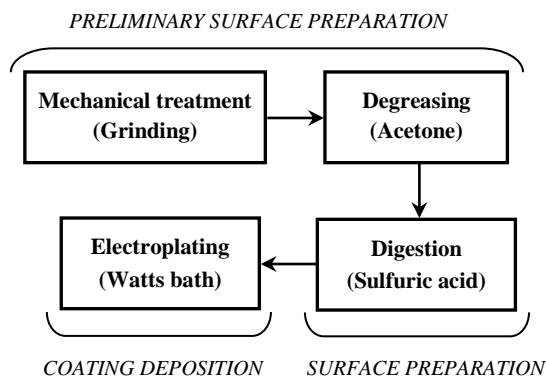 PRELIMINARY SURFACE PREPARATION
Mechanical treatment
(Grinding)
Degreasing
(Acetone)
Electroplating
(Watts bath)
Digestion
(Sulfuric acid)
COATING DEPOSITION
SURFACE PREPARATION